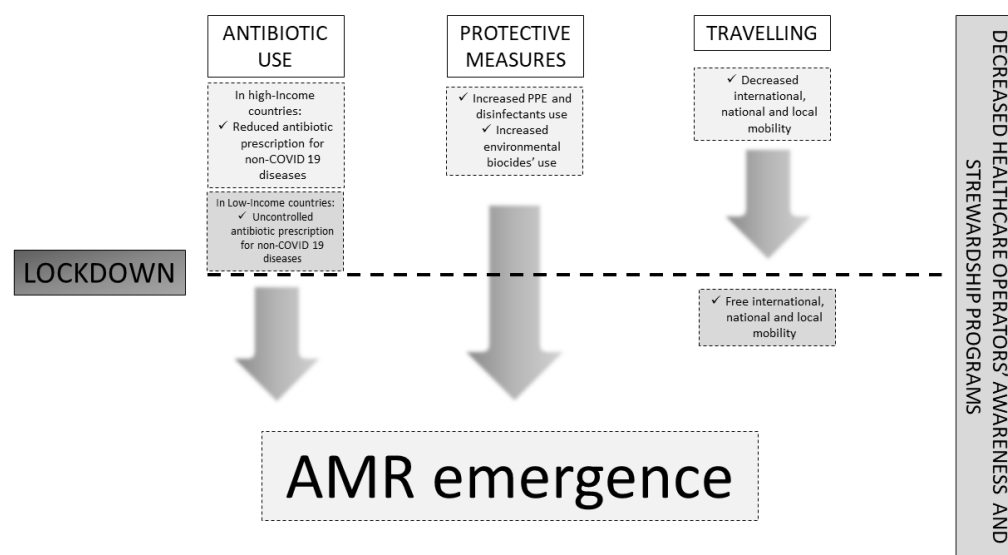 ANTIBIOTIC
USE
In high-Income
countries:
✓ Reduced antibiotic
prescription for
non-COVID 19
diseases
In Low-Income countries:
✓ Uncontrolled
antibiotic prescription
for non-COVID 19
diseases
PROTECTIVE
MEASURES
✓ Increased PPE and
disinfectants use
✓ Increased
environmental
biocides' use
TRAVELLING
✓ Decreased
international,
national and local
mobility
LOCKDOWN
✓ Free international,
national and local
mobility
AMR emergence
DECREASED HEALTHCARE OPERATORS' AWARENESS AND
STREWARDSHIP PROGRAMS